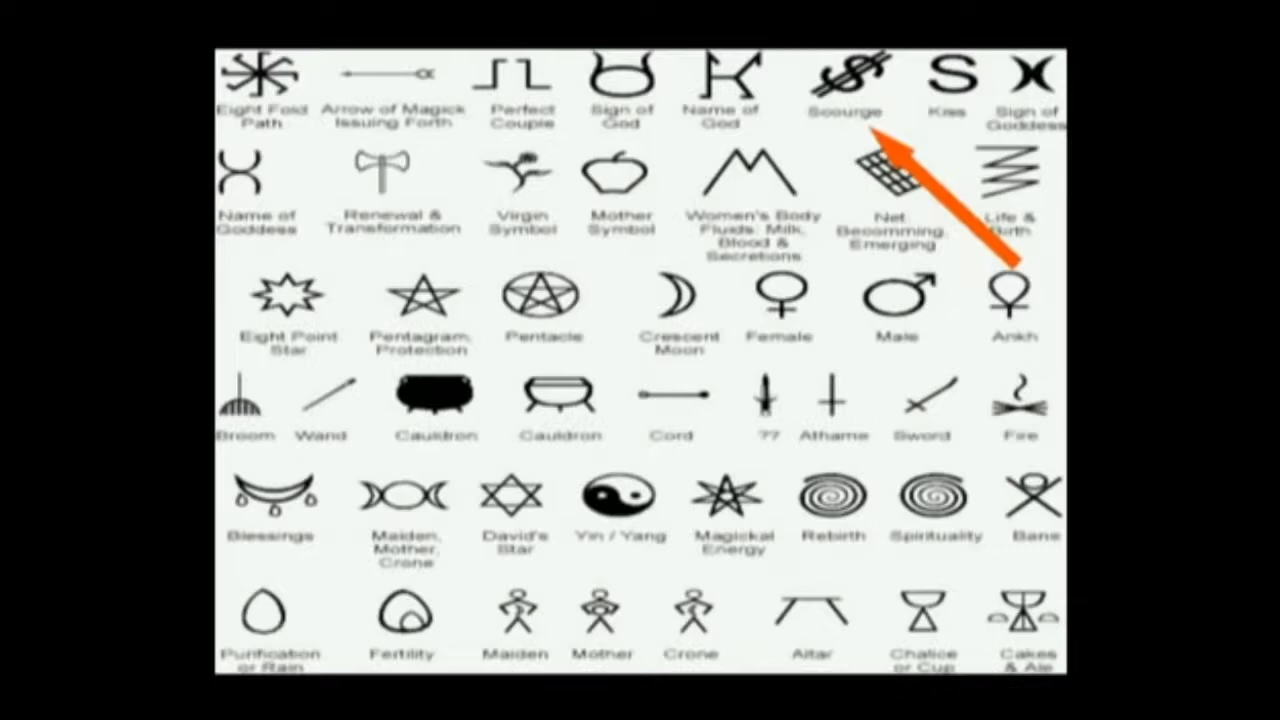 Eight Fold Arrow of Magick Perfect Sign of Name of Scourge Kiss Sign of
Path Issuing Forth Couple God God Goddess
Name of Renewal & Virgin Mother Women's Body Net Life &
Goddess Transformation Symbol Symbol Fluids: Milk, Becomming, Birth
Blood & Emerging
Secretions
Eight Point Pentagram, Pentacle Crescent Female Male Ankh
Star Protection Moon
Broom Wand Cauldron Cauldron Cord ?? Athame Sword Fire
Blessings Maiden, David's Yin / Yang Magickal Rebirth Spirituality Bane
Mother, Star Energy
Crone
Purification Fertility Maiden Mother Crone Altar Chalice Cakes
or Rain or Cup & Ale